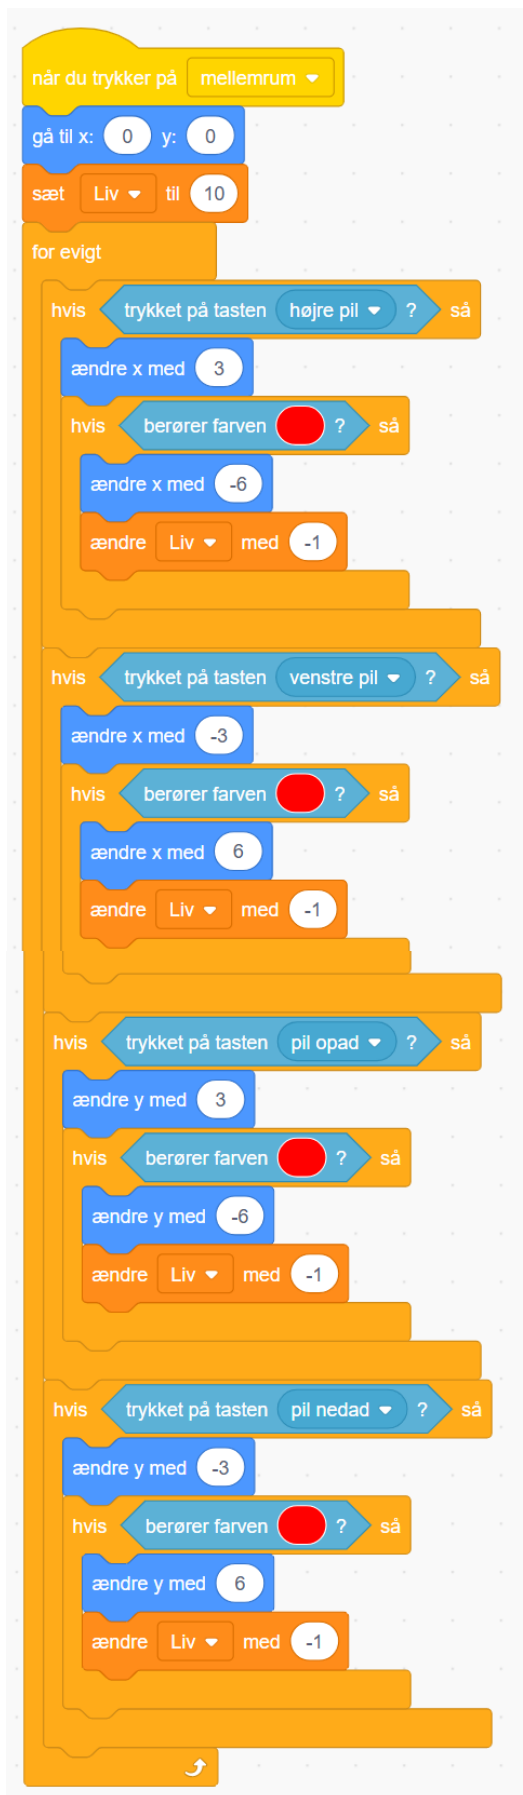 når du trykker på mellemrum
gå til x: 0 y: 0
sæt Liv til 10
for evigt
hvis trykket på tasten højre pil ? så
ændre x med 3
hvis berører farven ? så
ændre x med -6
ændre Liv med -1
hvis trykket på tasten venstre pil ? så
ændre x med -3
hvis berører farven ? så
ændre x med 6
ændre Liv med -1
hvis trykket på tasten pil opad ? så
ændre y med 3
hvis berører farven ? så
ændre y med -6
ændre Liv med -1
hvis trykket på tasten pil nedad ? så
ændre y med -3
hvis berører farven ? så
ændre y med 6
ændre Liv med -1